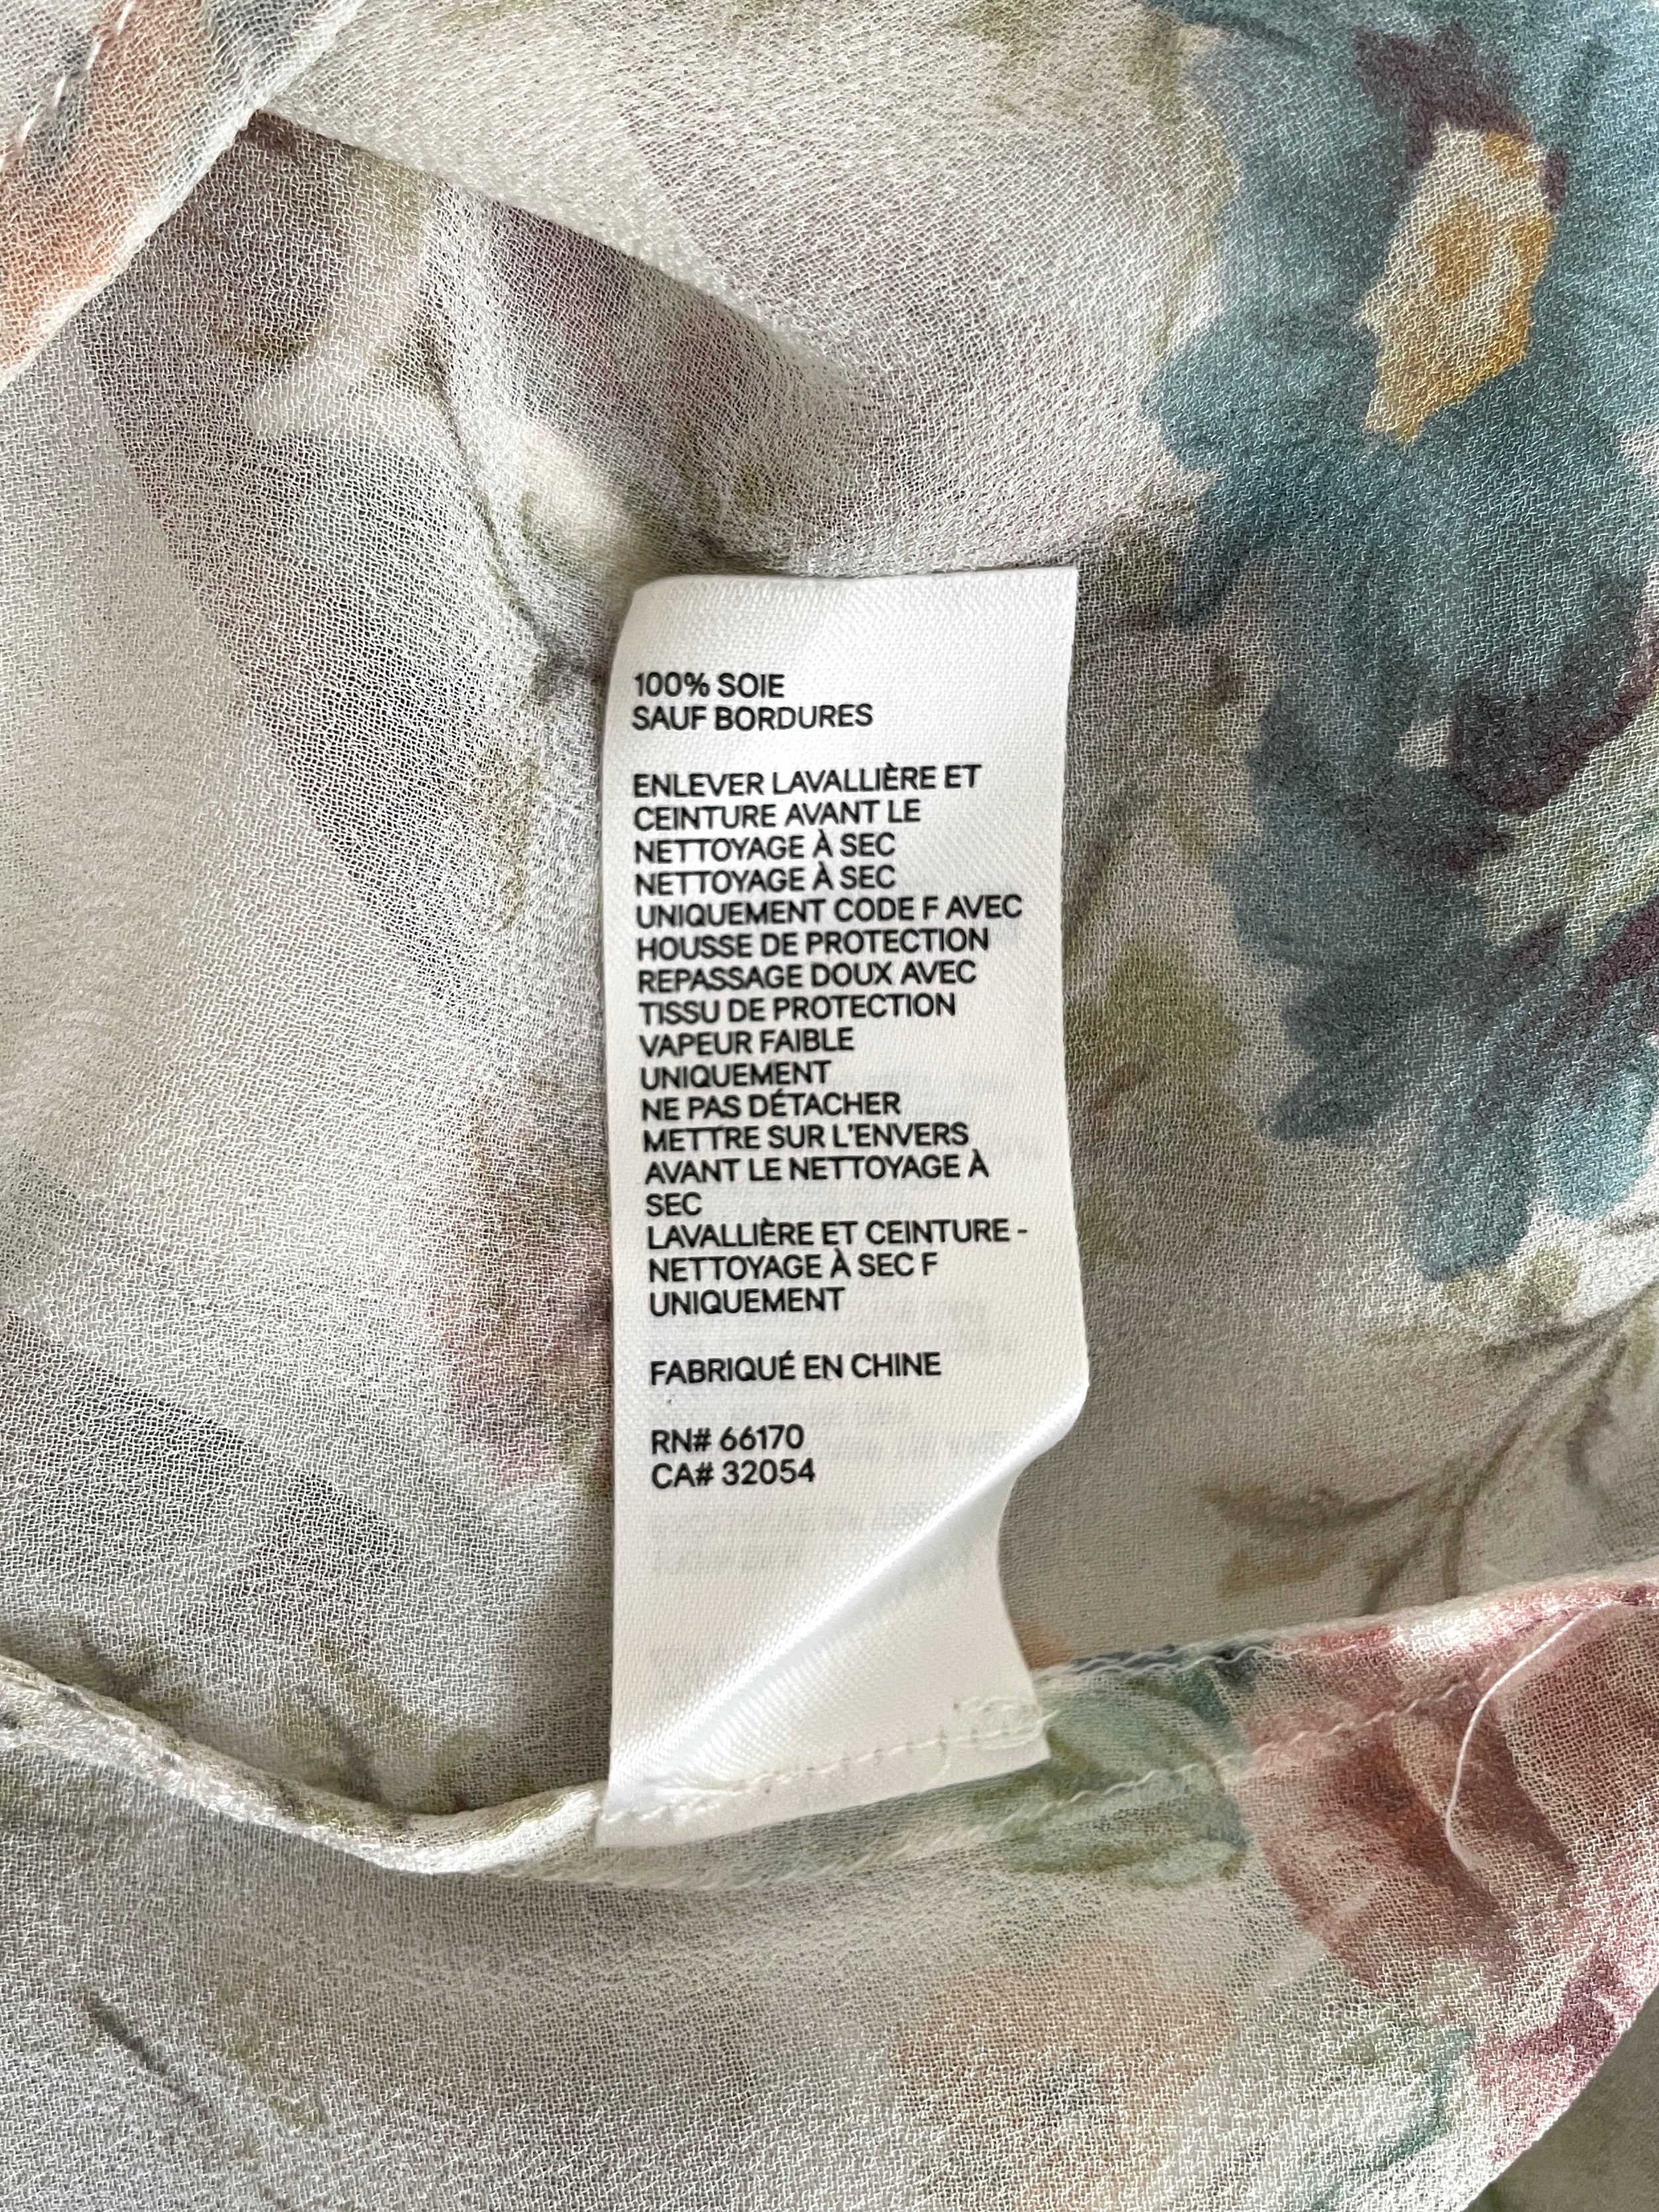 100% SOIE
SAUF BORDURES
ENLEVER LAVALLIÈRE ET
CEINTURE AVANT LE
NETTOYAGE À SEC
NETTOYAGE À SEC
UNIQUEMENT CODE F AVEC
HOUSSE DE PROTECTION
REPASSAGE DOUX AVEC
TISSU DE PROTECTION
VAPEUR FAIBLE
UNIQUEMENT
NE PAS DÉTACHER
METTRE SUR L'ENVERS
AVANT LE NETTOYAGE À
SEC
LAVALLIÈRE ET CEINTURE -
NETTOYAGE À SEC F
UNIQUEMENT
FABRIQUÉ EN CHINE
RN# 66170
CA# 32054